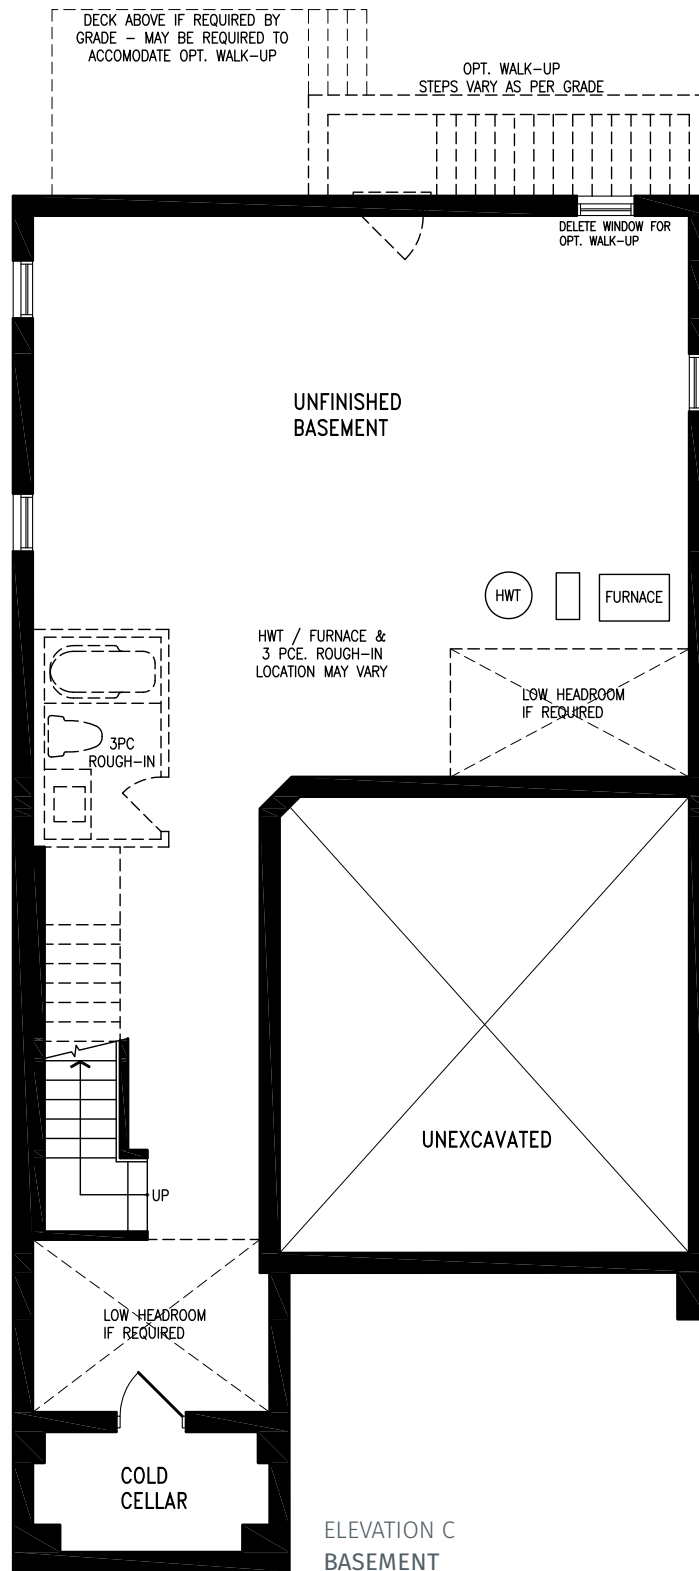 DECK ABOVE IF REQUIRED BY
GRADE – MAY BE REQUIRED TO
ACCOMODATE OPT. WALK–UP
OPT. WALK–UP
STEPS VARY AS PER GRADE
DELETE WINDOW FOR
OPT. WALK–UP
UNFINISHED
BASEMENT
HWT
FURNACE
HWT / FURNACE &
3 PCE. ROUGH–IN
LOCATION MAY VARY
LOW HEADROOM
IF REQUIRED
3PC
ROUGH–IN
UNEXCAVATED
UP
LOW HEADROOM
IF REQUIRED
COLD
CELLAR
ELEVATION C
BASEMENT